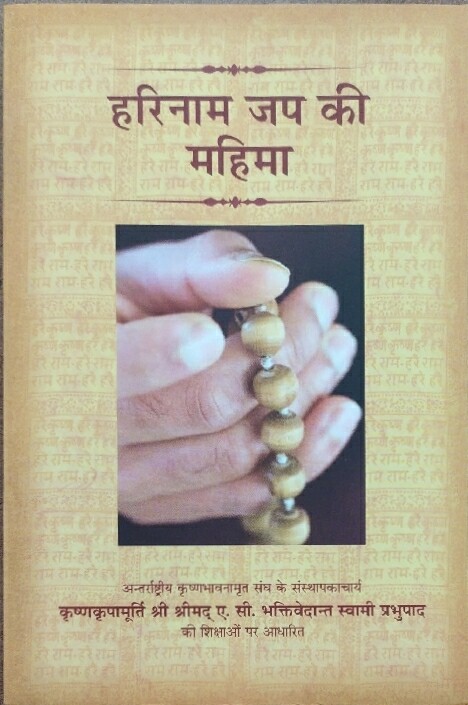 हरिनाम जप की
महिमा
अन्तर्राष्ट्रीय कृष्णभावनामृत संघ के संस्थापकाचार्य
कृष्णकृपामूर्ति श्री श्रीमद् ए. सी. भक्तिवेदान्त स्वामी प्रभुपाद
की शिक्षाओं पर आधारित